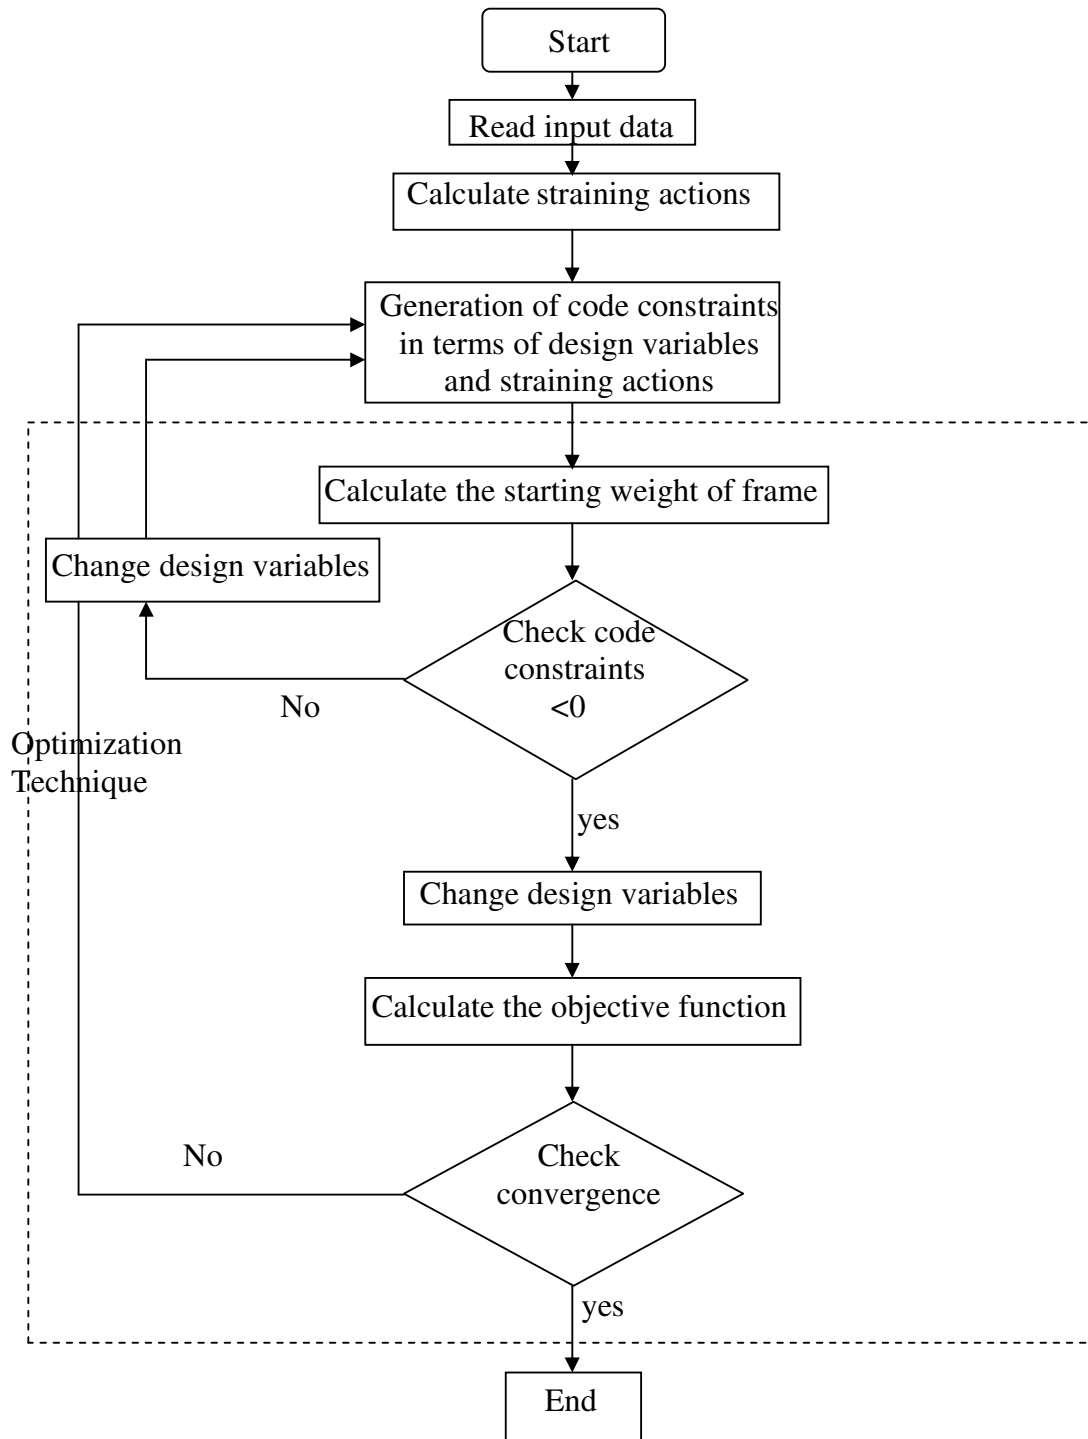 Start
Read input data
Calculate straining actions
Generation of code constraints
in terms of design variables
and straining actions
Calculate the starting weight of frame
Change design variables
Check code
constraints
<0
No
Optimization
Technique
yes
Change design variables
Calculate the objective function
Check
convergence
No
yes
End